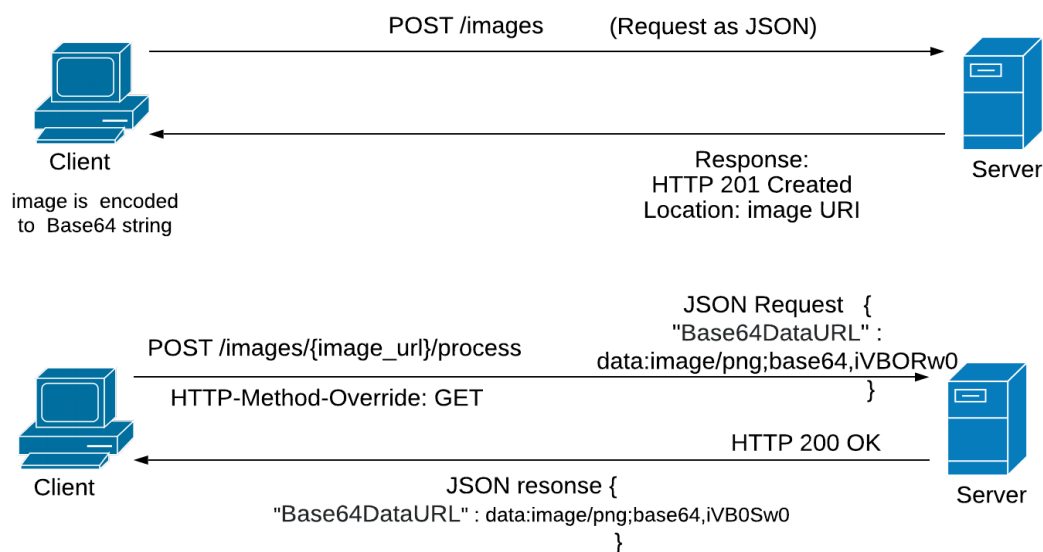 POST /images (Request as JSON)
Client
image is encoded
to Base64 string
Response:
HTTP 201 Created
Location: image URI
Server
POST /images/{image_url}/process
HTTP-Method-Override: GET
JSON Request {
"Base64DataURL" :
data:image/png;base64,iVBORw0
}
HTTP 200 OK
Client
JSON resonse {
"Base64DataURL" : data:image/png;base64,iVB0Sw0
}
Server